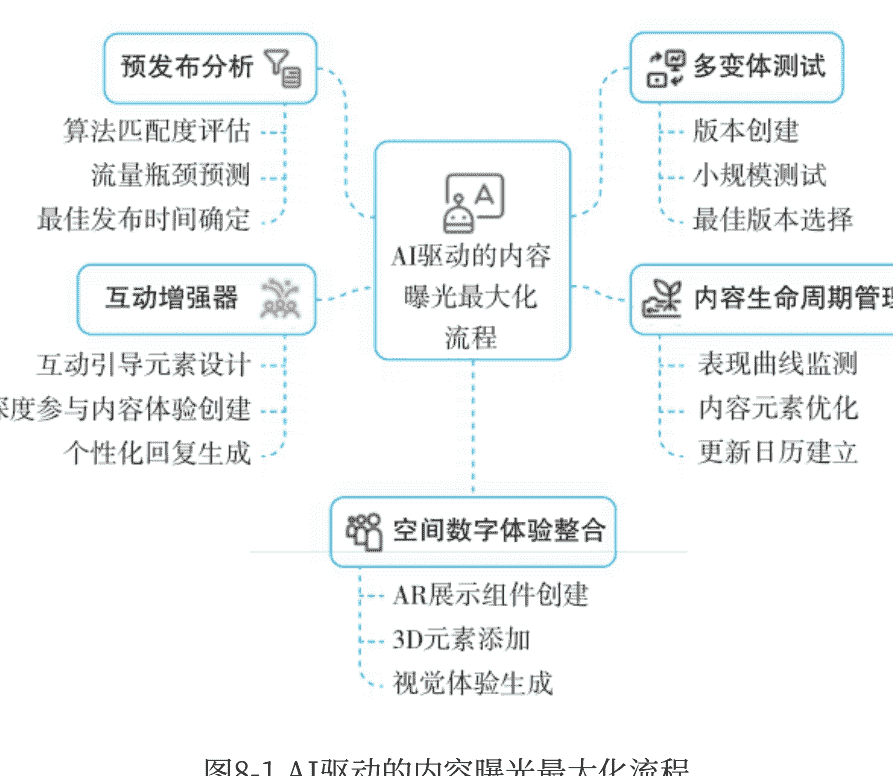 预发布分析
算法匹配度评估
流量瓶颈预测
最佳发布时间确定
多变体测试
版本创建
小规模测试
最佳版本选择
AI驱动的内容
曝光最大化
流程
互动增强器
互动引导元素设计
深度参与内容体验创建
个性化回复生成
内容生命周期管理
表现曲线监测
内容元素优化
更新日历建立
空间数字体验整合
AR展示组件创建
3D元素添加
视觉体验生成
图8-1 AI驱动的内容曝光最大化流程